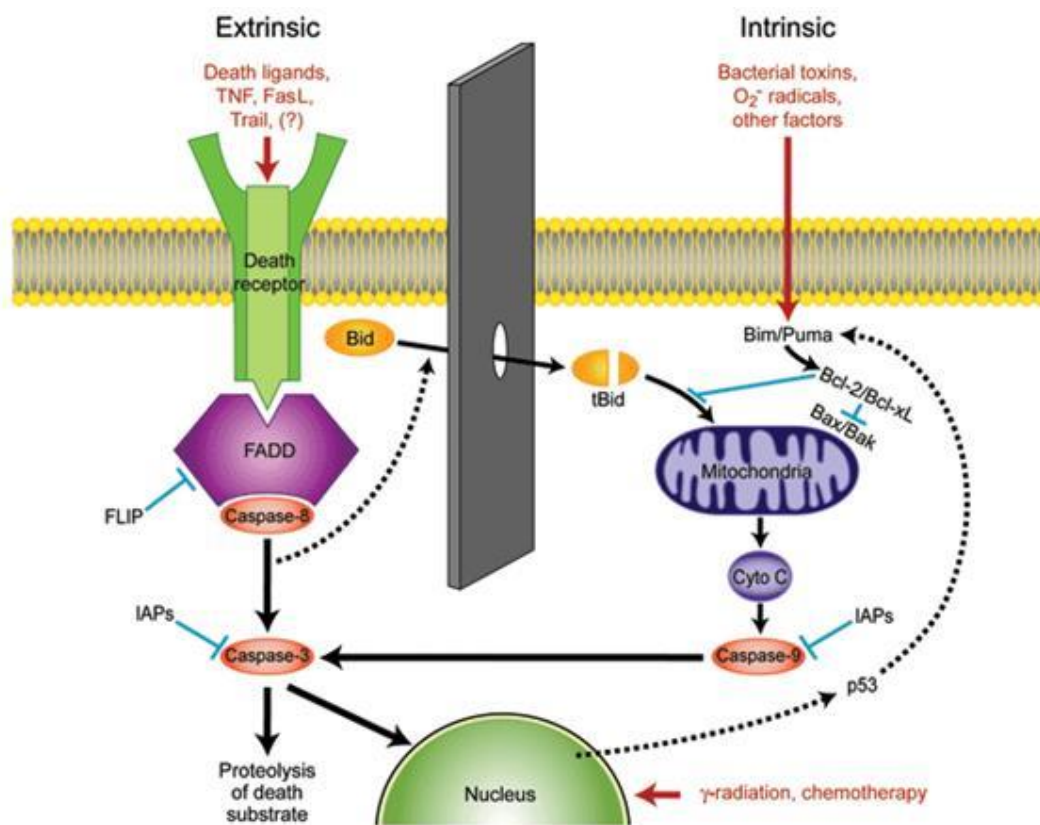 Extrinsic
Death ligands,
TNF, FasL,
Trail, (?)
Death
receptor
FADD
FLIP
Caspase-8
IAPs
Caspase-3
Proteolysis
of death
substrate
Bid
tBid
Intrinsic
Bacterial toxins,
O₂⁻ radicals,
other factors
Bim/Puma
Bcl-2/Bcl-xL
Bax/Bak
Mitochondria
Cyto C
IAPs
Caspase-9
p53
Nucleus
γ-radiation, chemotherapy